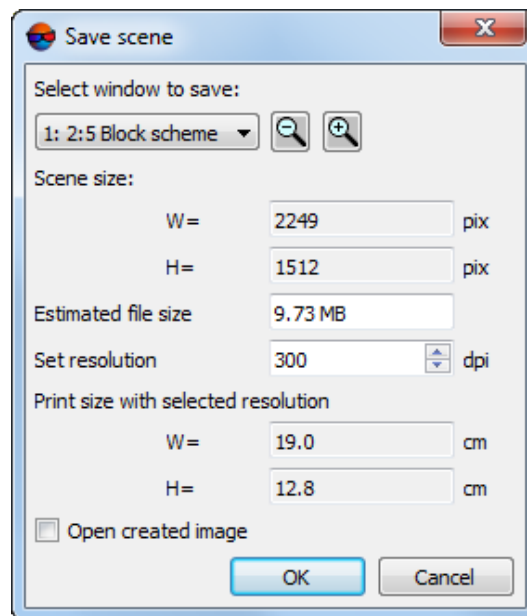 Save scene
Select window to save:
1: 2:5 Block scheme
Scene size:
W= 2249 pix
H= 1512 pix
Estimated file size 9.73 MB
Set resolution 300 dpi
Print size with selected resolution
W= 19.0 cm
H= 12.8 cm
Open created image
OK Cancel